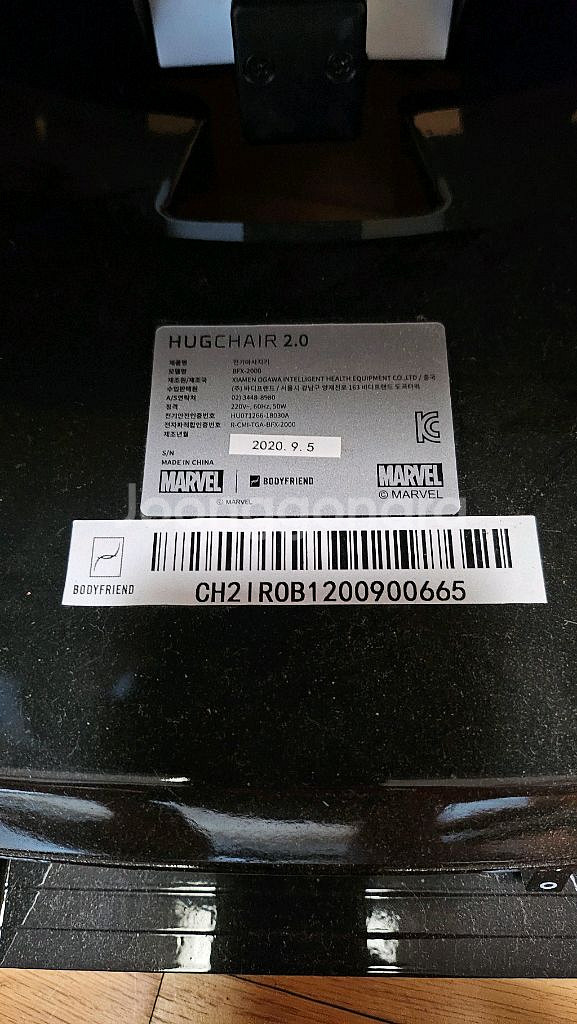 HUGCHAIR 2.0
제품명 전기마사지기
모델명 BFX-2000
제조원/제조국 XIAMEN OGAWA INTELLIGENT HEALTH EQUIPMENT CO.,LTD / 중국
수입판매원 (주) 바디프랜드 / 서울시 강남구 양재천로 163 바디프랜드 도곡타워
A/S연락처 02) 3448-8980
정격 220V~, 60Hz, 50W
전기안전인증번호 HU071266-18030A
전자파적합인증번호 R-CMI-TGA-BFX-2000
제조년월 2020. 9. 5
S/N
MADE IN CHINA
MARVEL BODYFRIEND MARVEL
© MARVEL © MARVEL
Joongonara
BODYFRIEND CH2IROB1200900665